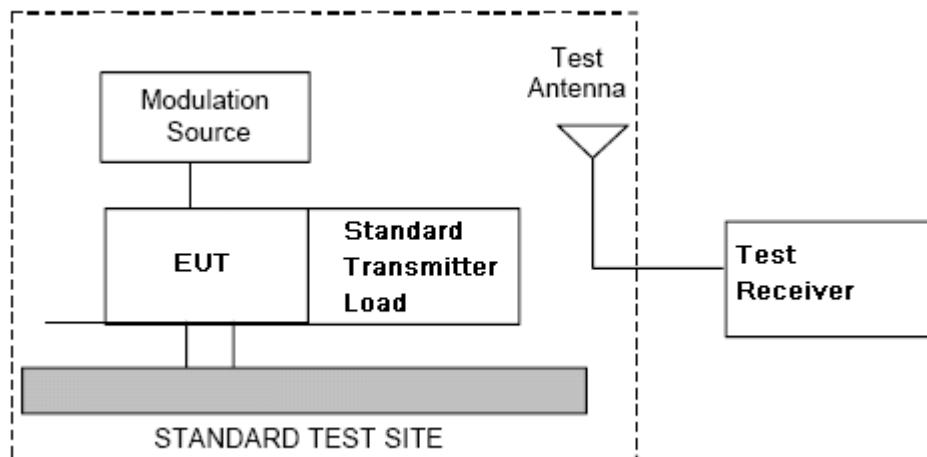 Test
Antenna
Modulation
Source
EUT
Standard
Transmitter
Load
Test
Receiver
STANDARD TEST SITE